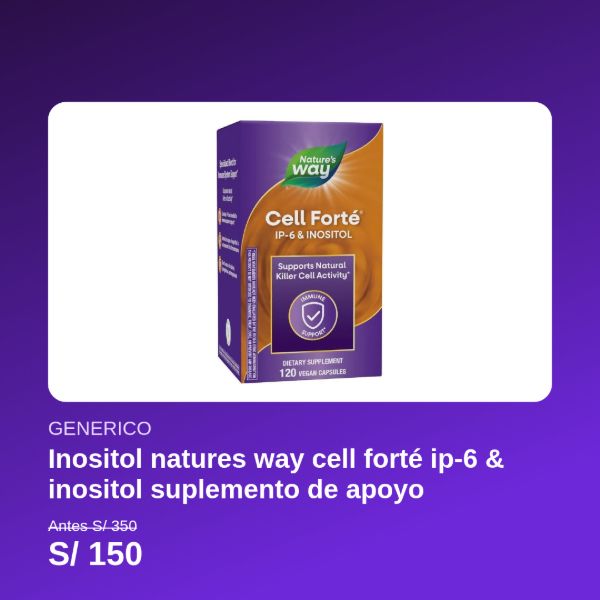 Nature's
way
Cell Forté®
IP-6 & INOSITOL
Supports Natural
Killer Cell Activity*
IMMUNE
SUPPORT*
DIETARY SUPPLEMENT
120 VEGAN CAPSULES
GENERICO
Inositol natures way cell forté ip-6 &
inositol suplemento de apoyo
Antes S/ 350
S/ 150